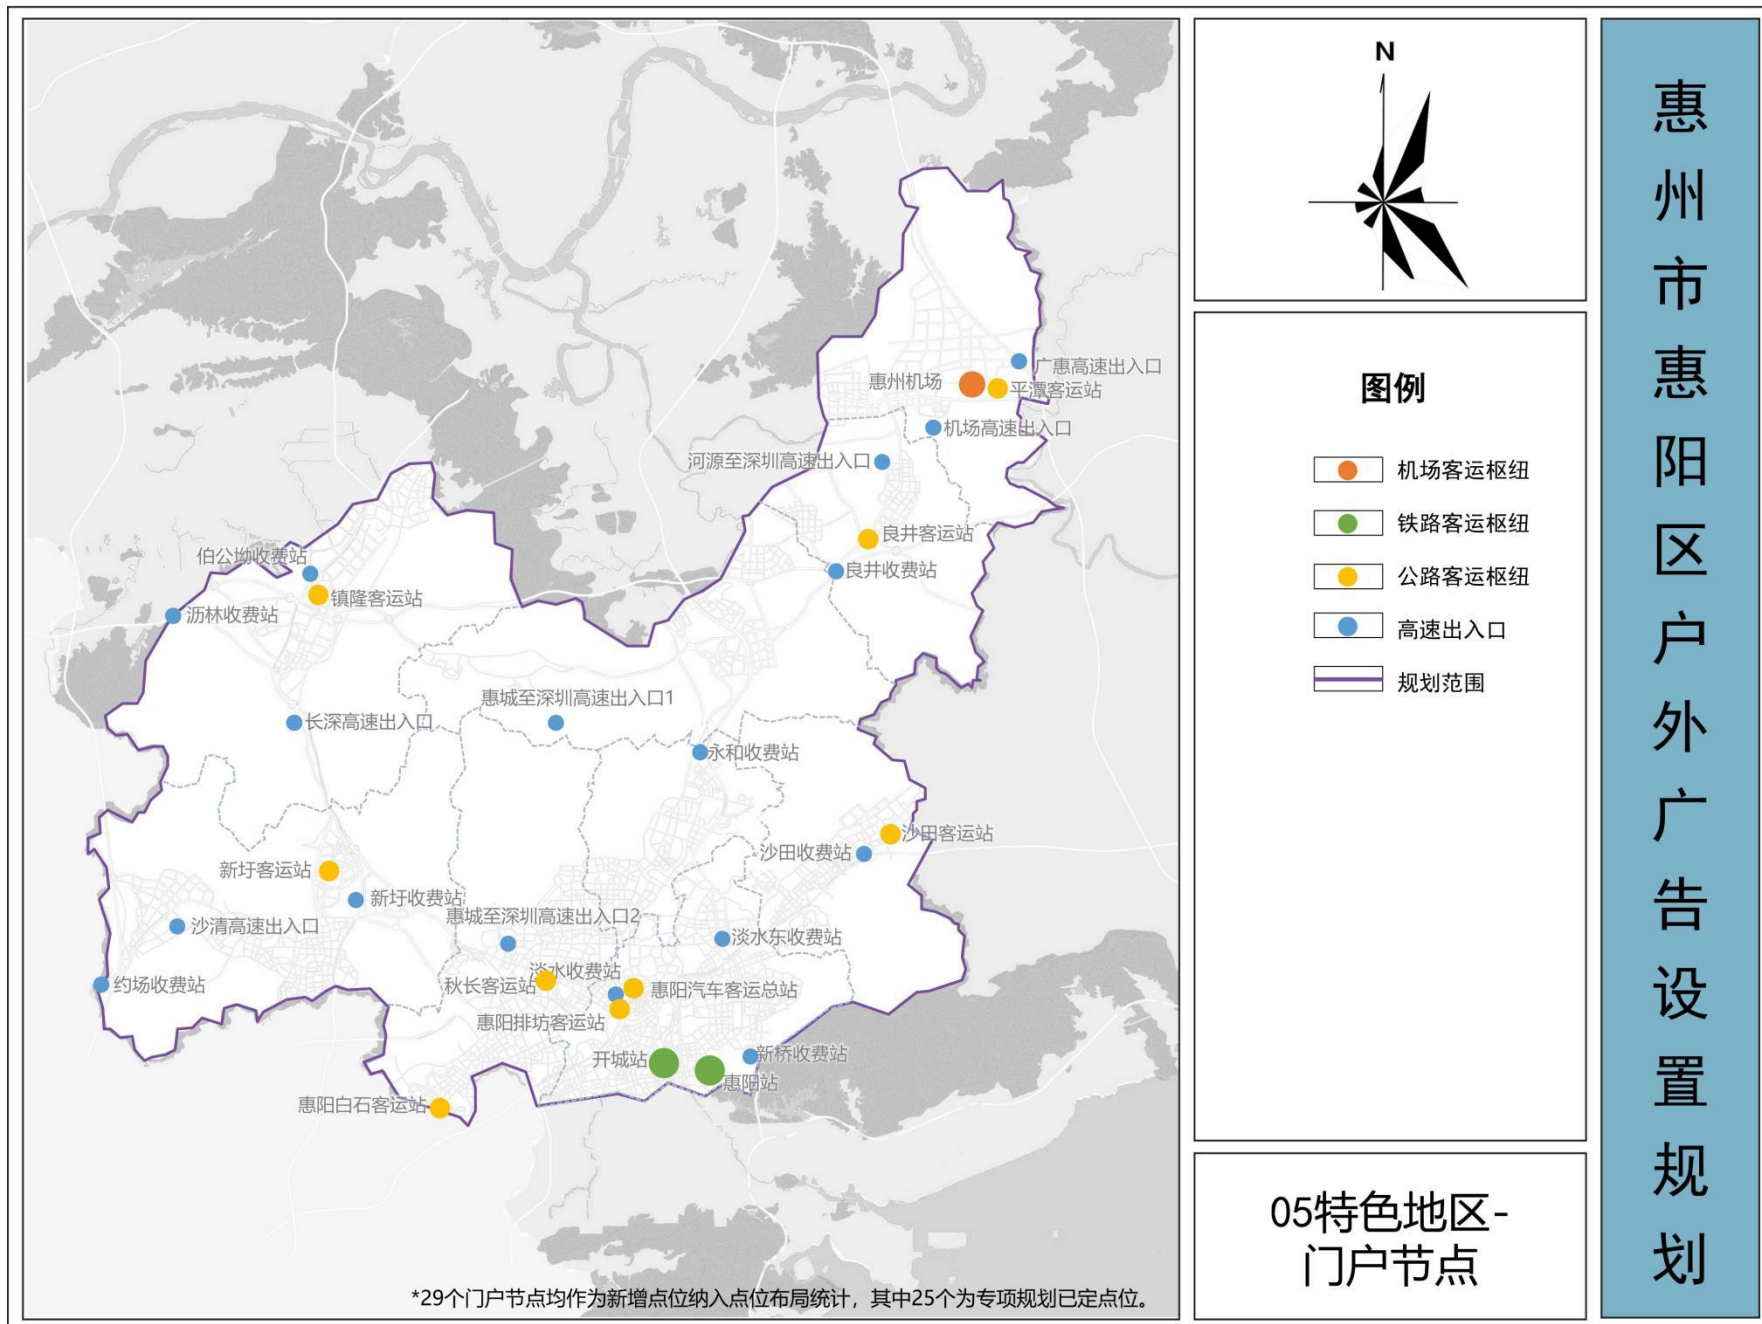 广惠高速出入口
惠州机场
平潭客运站
机场高速出入口
河源至深圳高速出入口
良井客运站
伯公坳收费站
良井收费站
镇隆客运站
沥林收费站
惠城至深圳高速出入口1
长深高速出入口
永和收费站
沙田客运站
沙田收费站
新圩客运站
新圩收费站
惠城至深圳高速出入口2
沙清高速出入口
淡水东收费站
淡水收费站
约场收费站
秋长客运站
惠阳汽车客运总站
惠阳排坊客运站
开城站
新桥收费站
惠阳站
惠阳白石客运站
*29个门户节点均作为新增点位纳入点位布局统计，其中25个为专项规划已定点位。
N
图例
机场客运枢纽
铁路客运枢纽
公路客运枢纽
高速出入口
规划范围
05特色地区-
门户节点
惠州市惠阳区户外广告设置规划